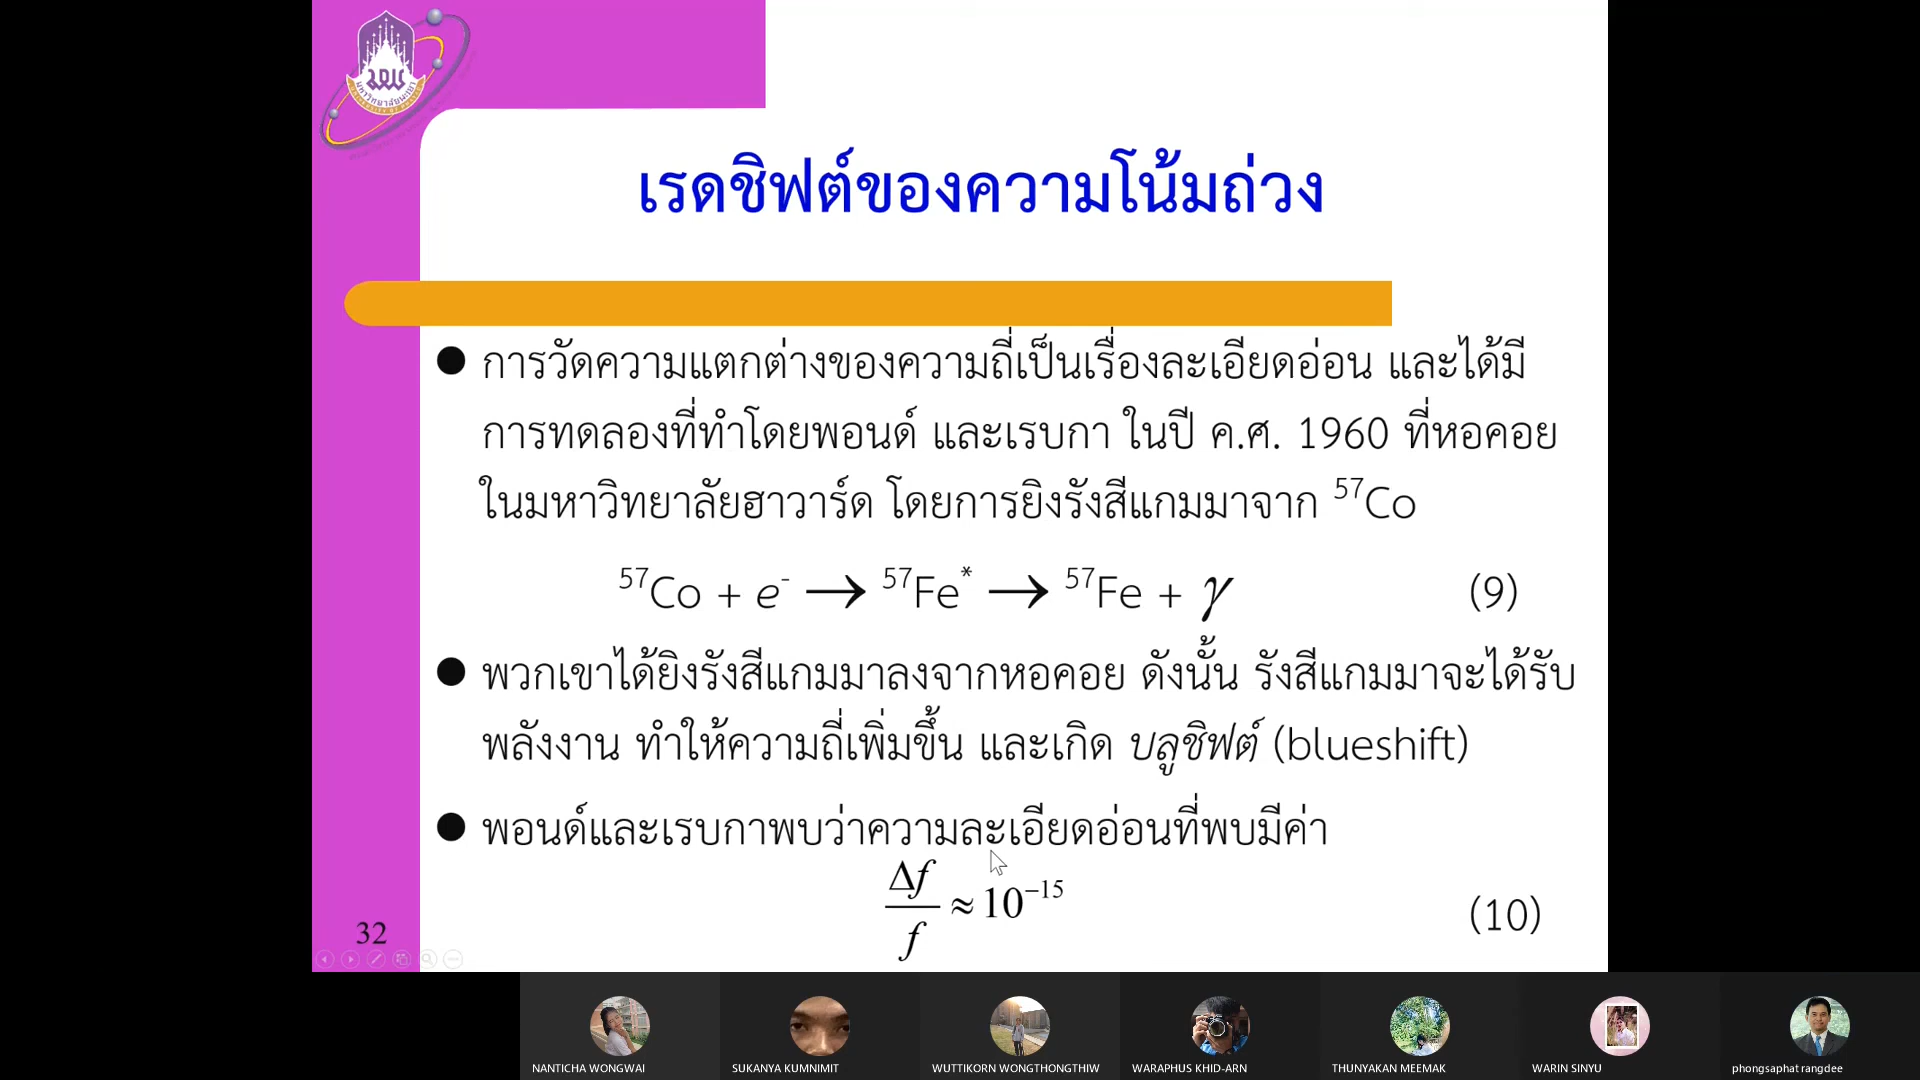 มหาวิทยาลัยพะเยา
เรดชิฟต์ของความโน้มถ่วง
การวัดความแตกต่างของความถี่เป็นเรื่องละเอียดอ่อน และได้มี
การทดลองที่ทำโดยพอนด์ และเรบกา ในปี ค.ศ. 1960 ที่หอคอย
ในมหาวิทยาลัยฮาวาร์ด โดยการยิงรังสีแกมมาจาก ⁵⁷Co
⁵⁷Co + e⁻ → ⁵⁷Fe* → ⁵⁷Fe + γ (9)
พวกเขาได้ยิงรังสีแกมมาลงจากหอคอย ดังนั้น รังสีแกมมาจะได้รับ
พลังงาน ทำให้ความถี่เพิ่มขึ้น และเกิด บลูชิฟต์ (blueshift)
พอนด์และเรบกาพบว่าความละเอียดอ่อนที่พบมีค่า
Δf/f ≈ 10⁻¹⁵ (10)
32
NANTICHA WONGWAI
SUKANYA KUMNIMIT
WUTTIKORN WONGTHONGTHIW
WARAPHUS KHID-ARN
THUNYAKAN MEEMAK
WARIN SINYU
phongsaphat rangdee